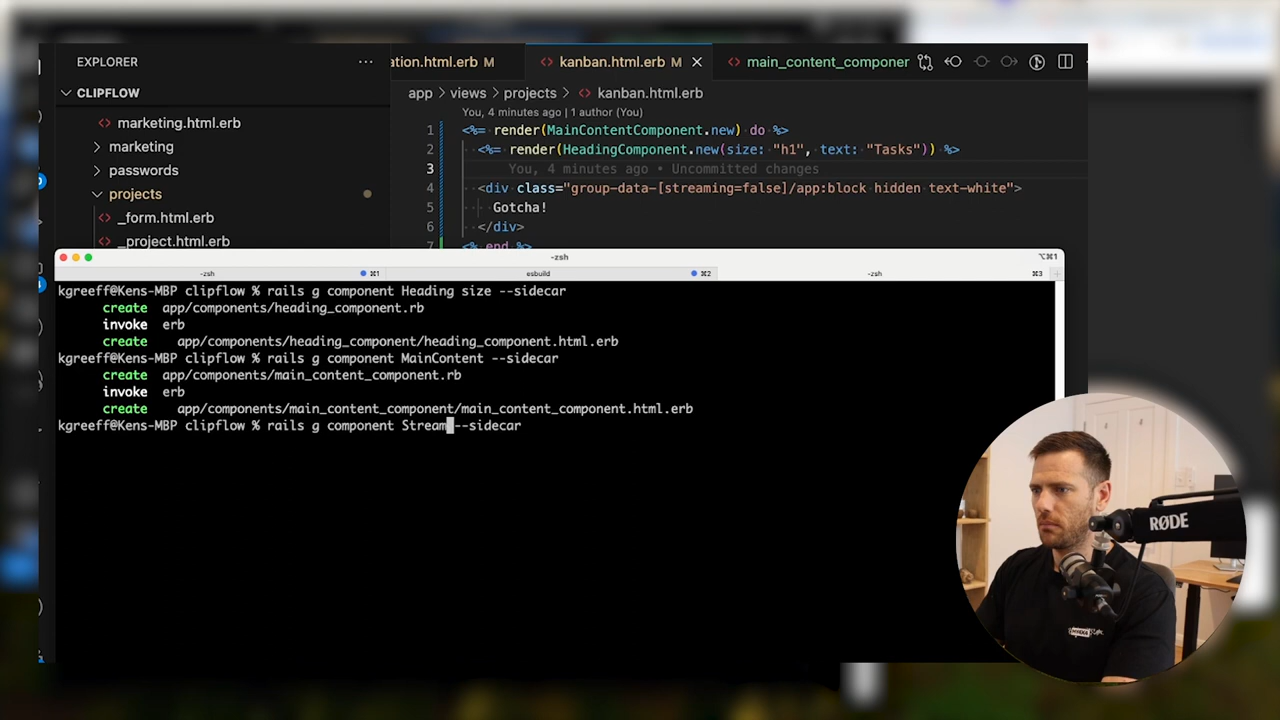 EXPLORER
CLIPFLOW
marketing.html.erb
marketing
passwords
projects
_form.html.erb
_project.html.erb
ation.html.erb M
kanban.html.erb M
main_content_componer
app > views > projects > <> kanban.html.erb
You, 4 minutes ago | 1 author (You)
1 <%= render(MainContentComponent.new) do %>
2 <%= render(HeadingComponent.new(size: "h1", text: "Tasks")) %>
3 You, 4 minutes ago • Uncommitted changes
4 <div class="group-data-[streaming=false]/app:block hidden text-white">
5 Gotcha!
6 </div>
7 <% end %>
-zsh
⌥⌘1
-zsh ⌘1
esbuild ⌘2
-zsh ⌘3
kgreeff@Kens-MBP clipflow % rails g component Heading size --sidecar
create app/components/heading_component.rb
invoke erb
create app/components/heading_component/heading_component.html.erb
kgreeff@Kens-MBP clipflow % rails g component MainContent --sidecar
create app/components/main_content_component.rb
invoke erb
create app/components/main_content_component/main_content_component.html.erb
kgreeff@Kens-MBP clipflow % rails g component Stream --sidecar
RØDE